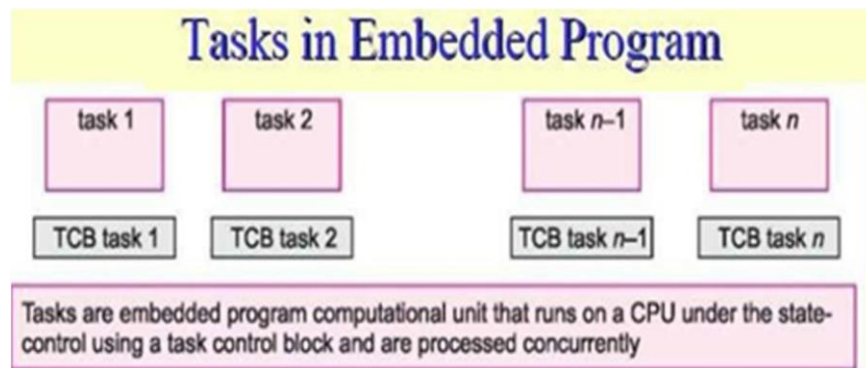 Tasks in Embedded Program
task 1 task 2 task n–1 task n
TCB task 1 TCB task 2 TCB task n–1 TCB task n
Tasks are embedded program computational unit that runs on a CPU under the state-
control using a task control block and are processed concurrently